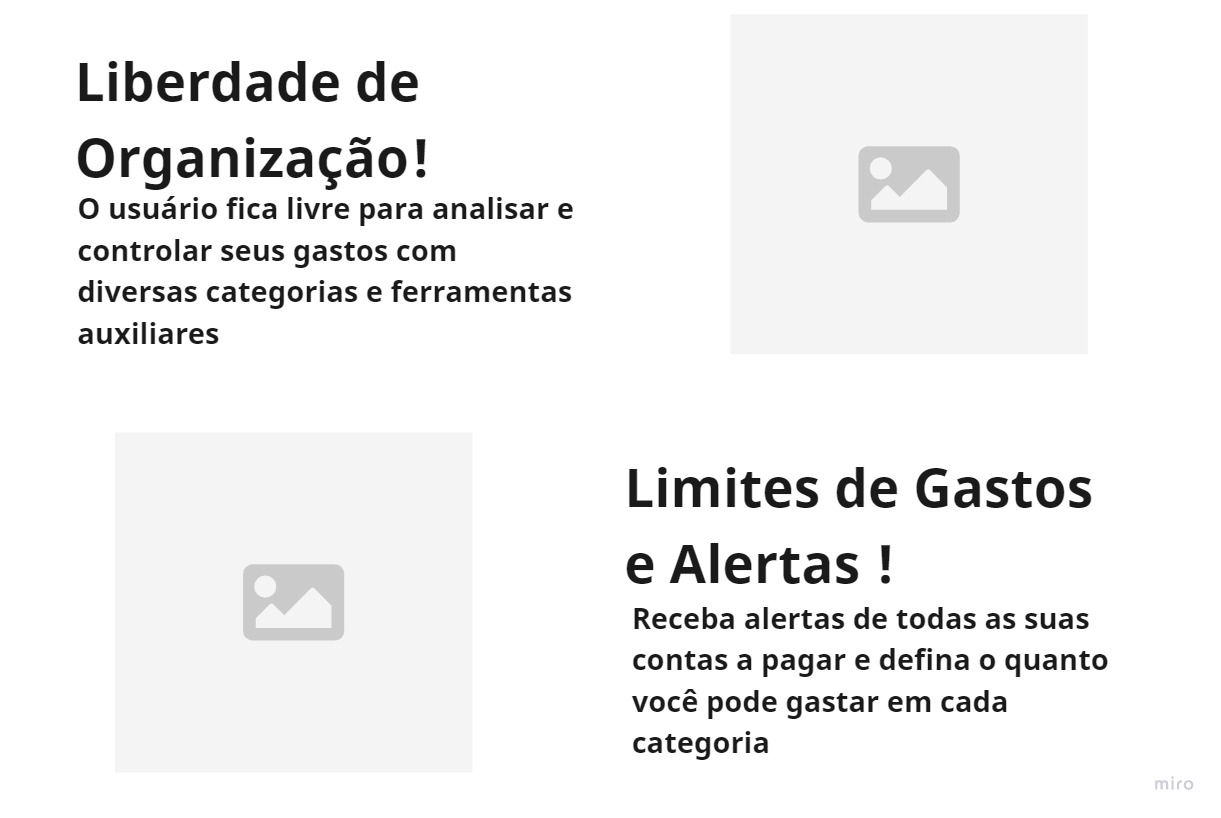 Liberdade de
Organização!
O usuário fica livre para analisar e
controlar seus gastos com
diversas categorias e ferramentas
auxiliares
Limites de Gastos
e Alertas !
Receba alertas de todas as suas
contas a pagar e defina o quanto
você pode gastar em cada
categoria
miro